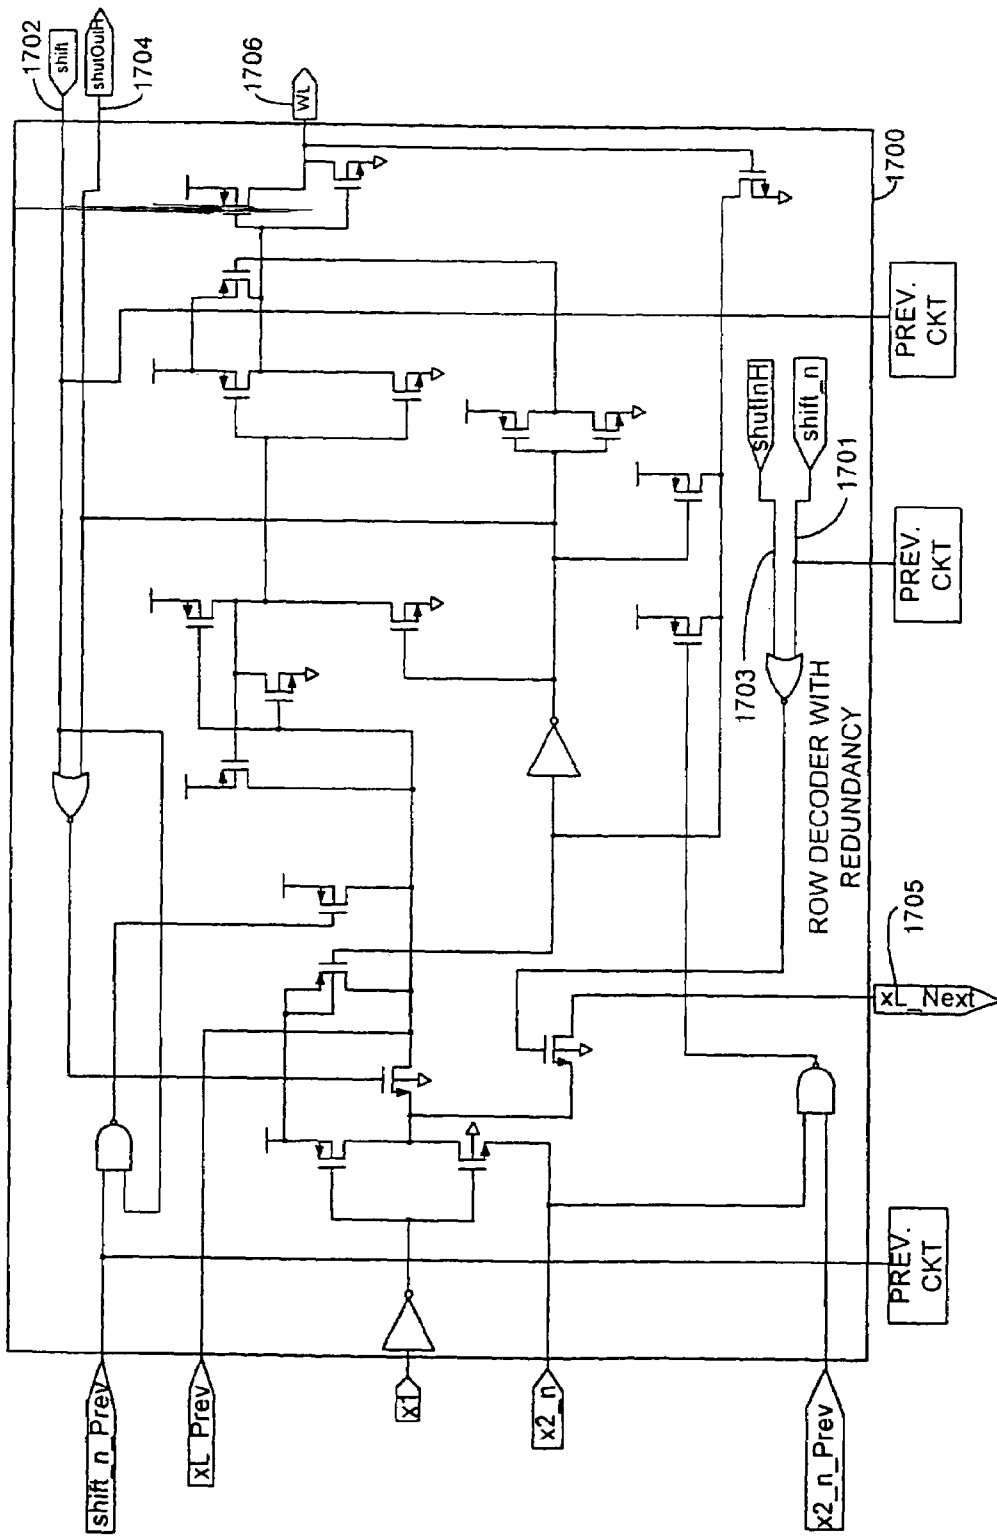 1702
shift
shutOutH
1704
1706
WL
1700
PREV.
CKT
shutInH
shift_n
1701
PREV.
CKT
1703
ROW DECODER WITH
REDUNDANCY
1705
xL_Next
PREV.
CKT
shift_n_Prev
xL_Prev
x1
x2_n
x2_n_Prev